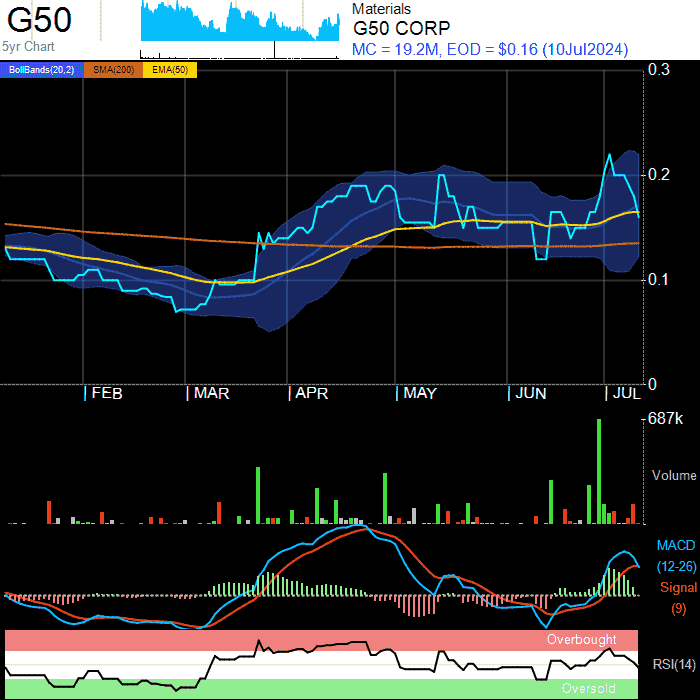 G50
5yr Chart
Materials
G50 CORP
MC = 19.2M, EOD = $0.16 (10Jul2024)
BollBands(20,2) SMA(200) EMA(50)
0.3
0.2
0.1
0
| FEB | MAR | APR | MAY | JUN | JUL
687k
Volume
MACD
(12-26)
Signal
(9)
Overbought
RSI(14)
Oversold